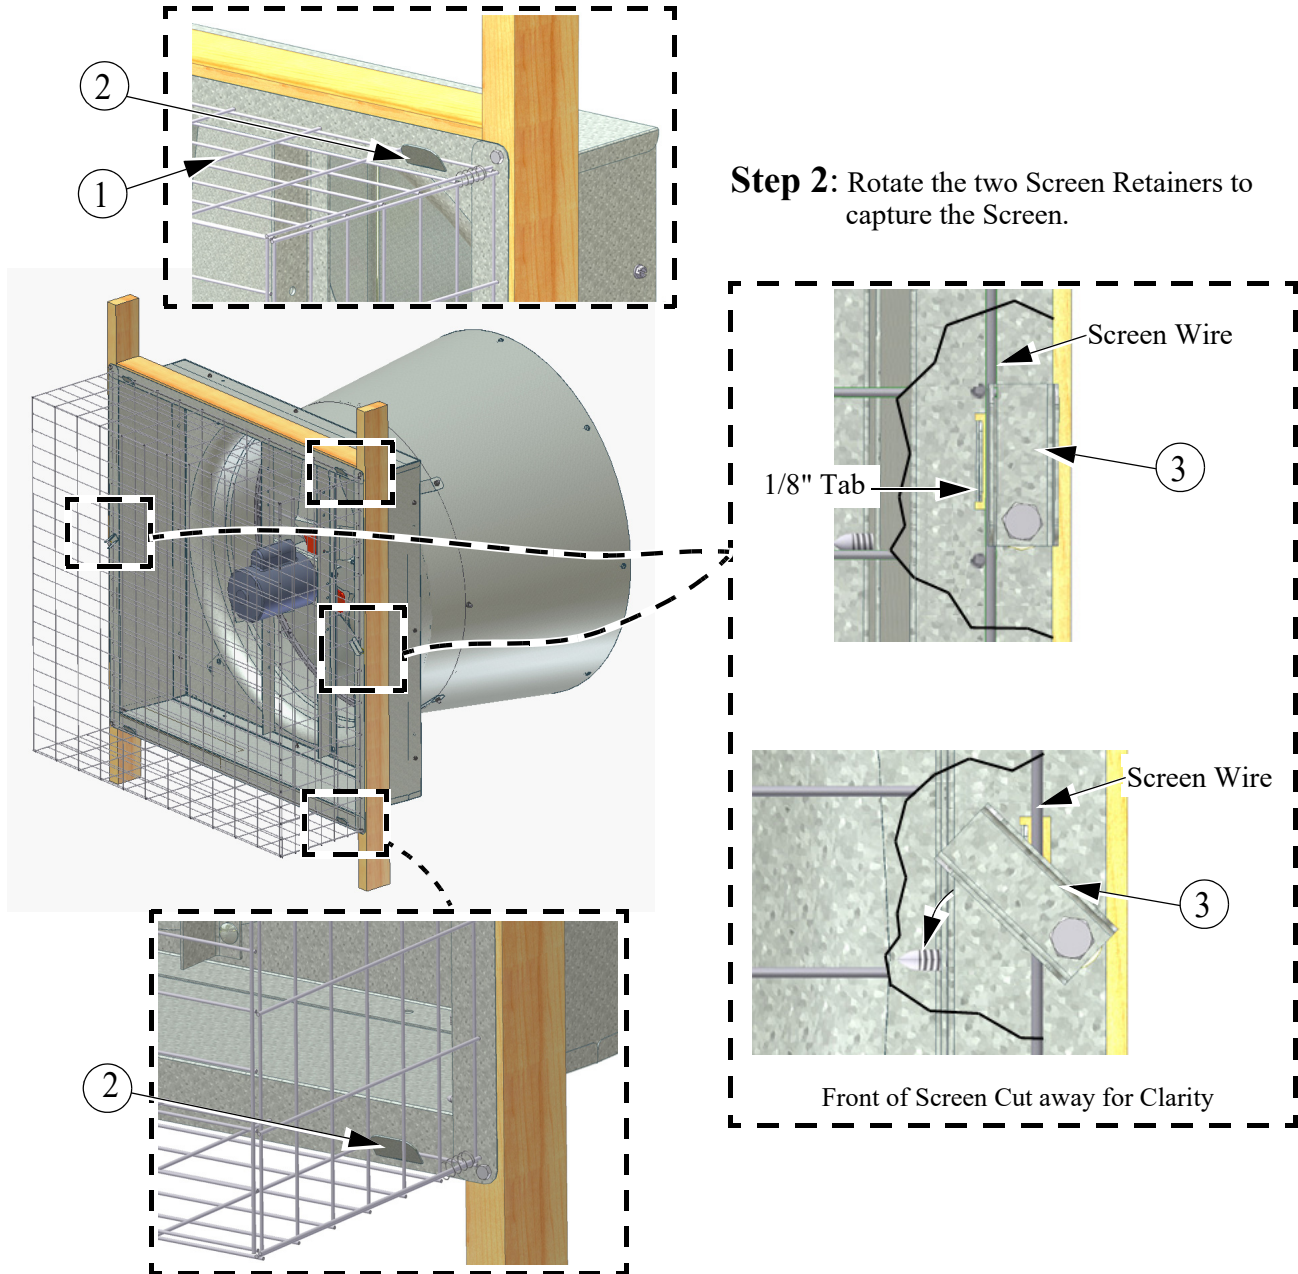 2
1
Step 2: Rotate the two Screen Retainers to
capture the Screen.
Screen Wire
3
1/8" Tab
Screen Wire
3
Front of Screen Cut away for Clarity
2